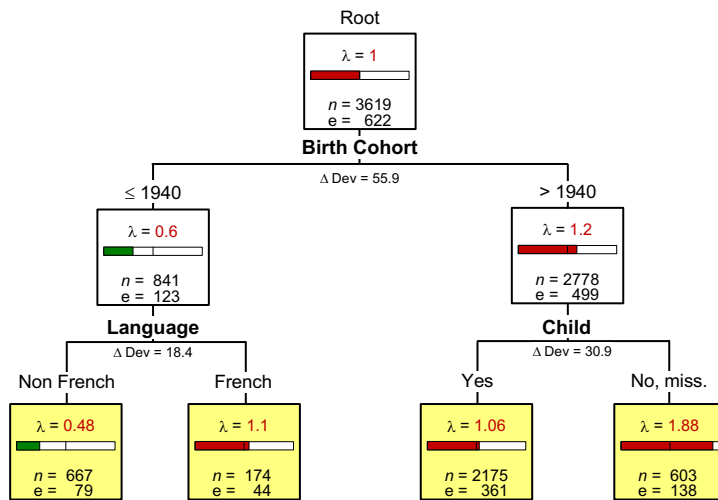 Root
λ = 1
n = 3619
e = 622
Birth Cohort
Δ Dev = 55.9
≤ 1940
> 1940
λ = 0.6
n = 841
e = 123
λ = 1.2
n = 2778
e = 499
Language
Δ Dev = 18.4
Child
Δ Dev = 30.9
Non French
French
Yes
No, miss.
λ = 0.48
n = 667
e = 79
λ = 1.1
n = 174
e = 44
λ = 1.06
n = 2175
e = 361
λ = 1.88
n = 603
e = 138